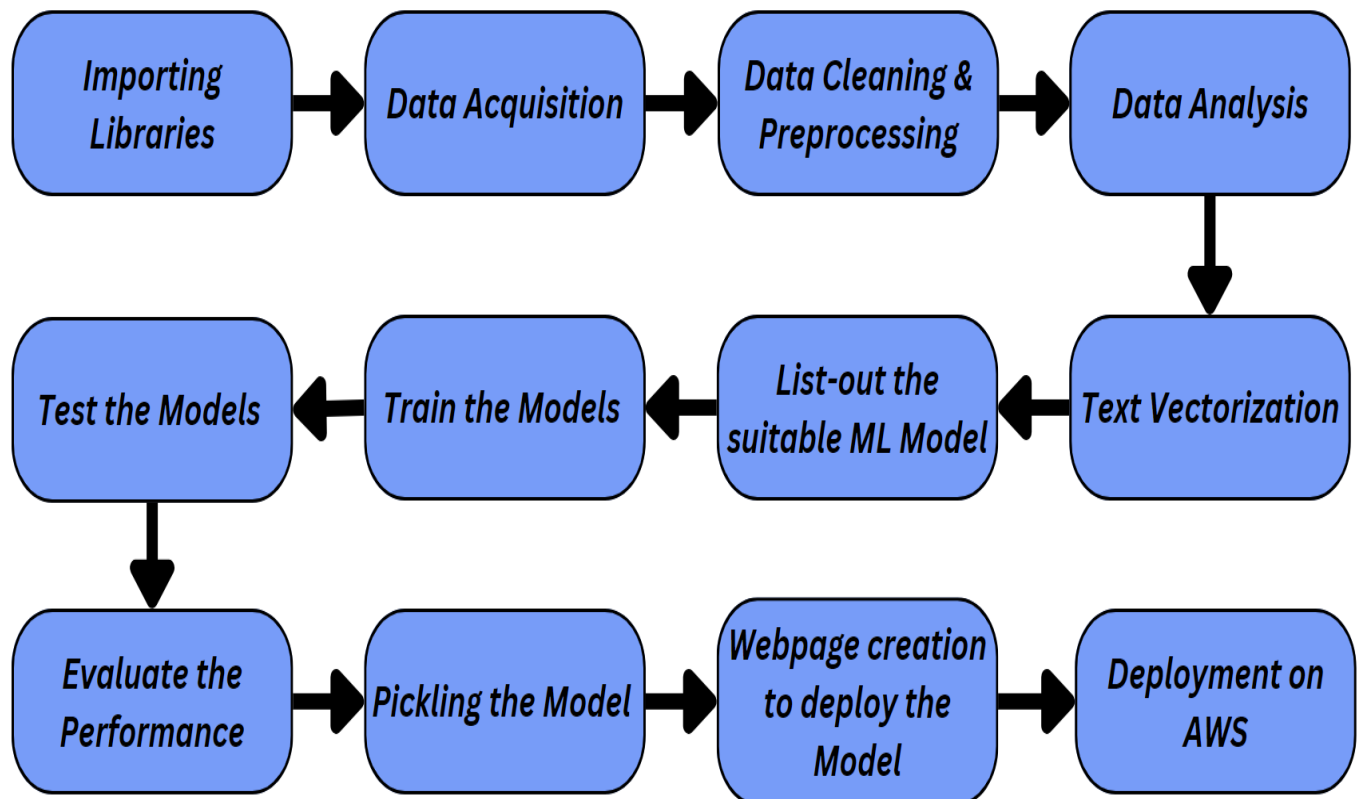 Importing
Libraries
Data Acquisition
Data Cleaning &
Preprocessing
Data Analysis
Text Vectorization
List-out the
suitable ML Model
Train the Models
Test the Models
Evaluate the
Performance
Pickling the Model
Webpage creation
to deploy the
Model
Deployment on
AWS